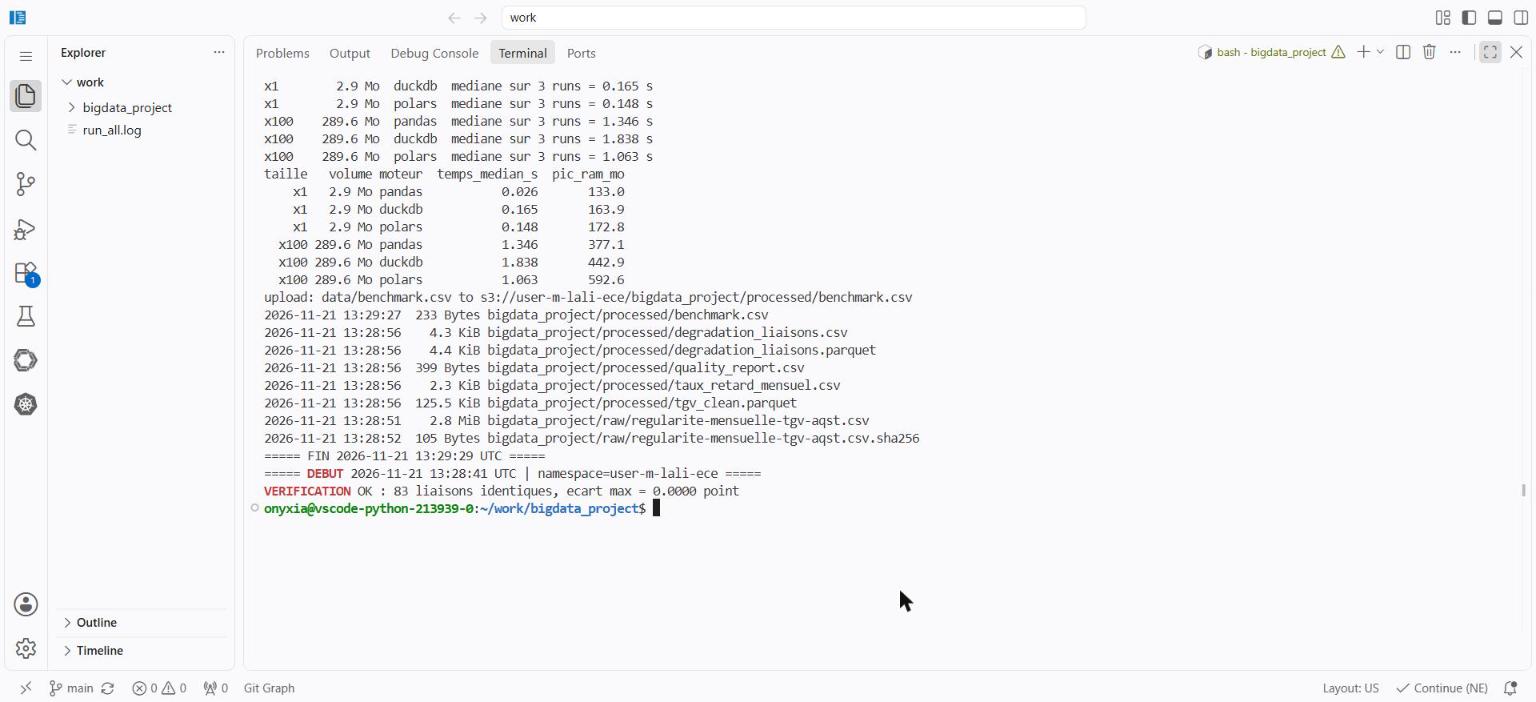 work
Explorer
work
bigdata_project
run_all.log
1
Outline
Timeline
Problems Output Debug Console Terminal Ports
bash - bigdata_project
x1 2.9 Mo duckdb mediane sur 3 runs = 0.165 s
x1 2.9 Mo polars mediane sur 3 runs = 0.148 s
x100 289.6 Mo pandas mediane sur 3 runs = 1.346 s
x100 289.6 Mo duckdb mediane sur 3 runs = 1.838 s
x100 289.6 Mo polars mediane sur 3 runs = 1.063 s
taille volume moteur temps_median_s pic_ram_mo
x1 2.9 Mo pandas 0.026 133.0
x1 2.9 Mo duckdb 0.165 163.9
x1 2.9 Mo polars 0.148 172.8
x100 289.6 Mo pandas 1.346 377.1
x100 289.6 Mo duckdb 1.838 442.9
x100 289.6 Mo polars 1.063 592.6
upload: data/benchmark.csv to s3://user-m-lali-ece/bigdata_project/processed/benchmark.csv
2026-11-21 13:29:27 233 Bytes bigdata_project/processed/benchmark.csv
2026-11-21 13:28:56 4.3 KiB bigdata_project/processed/degradation_liaisons.csv
2026-11-21 13:28:56 4.4 KiB bigdata_project/processed/degradation_liaisons.parquet
2026-11-21 13:28:56 399 Bytes bigdata_project/processed/quality_report.csv
2026-11-21 13:28:56 2.3 KiB bigdata_project/processed/taux_retard_mensuel.csv
2026-11-21 13:28:56 125.5 KiB bigdata_project/processed/tgv_clean.parquet
2026-11-21 13:28:51 2.8 MiB bigdata_project/raw/regularite-mensuelle-tgv-aqst.csv
2026-11-21 13:28:52 105 Bytes bigdata_project/raw/regularite-mensuelle-tgv-aqst.csv.sha256
===== FIN 2026-11-21 13:29:29 UTC =====
===== DEBUT 2026-11-21 13:28:41 UTC | namespace=user-m-lali-ece =====
VERIFICATION OK : 83 liaisons identiques, ecart max = 0.0000 point
onyxia@vscode-python-213939-0:~/work/bigdata_project$
main 0 0 0 Git Graph Layout: US Continue (NE)